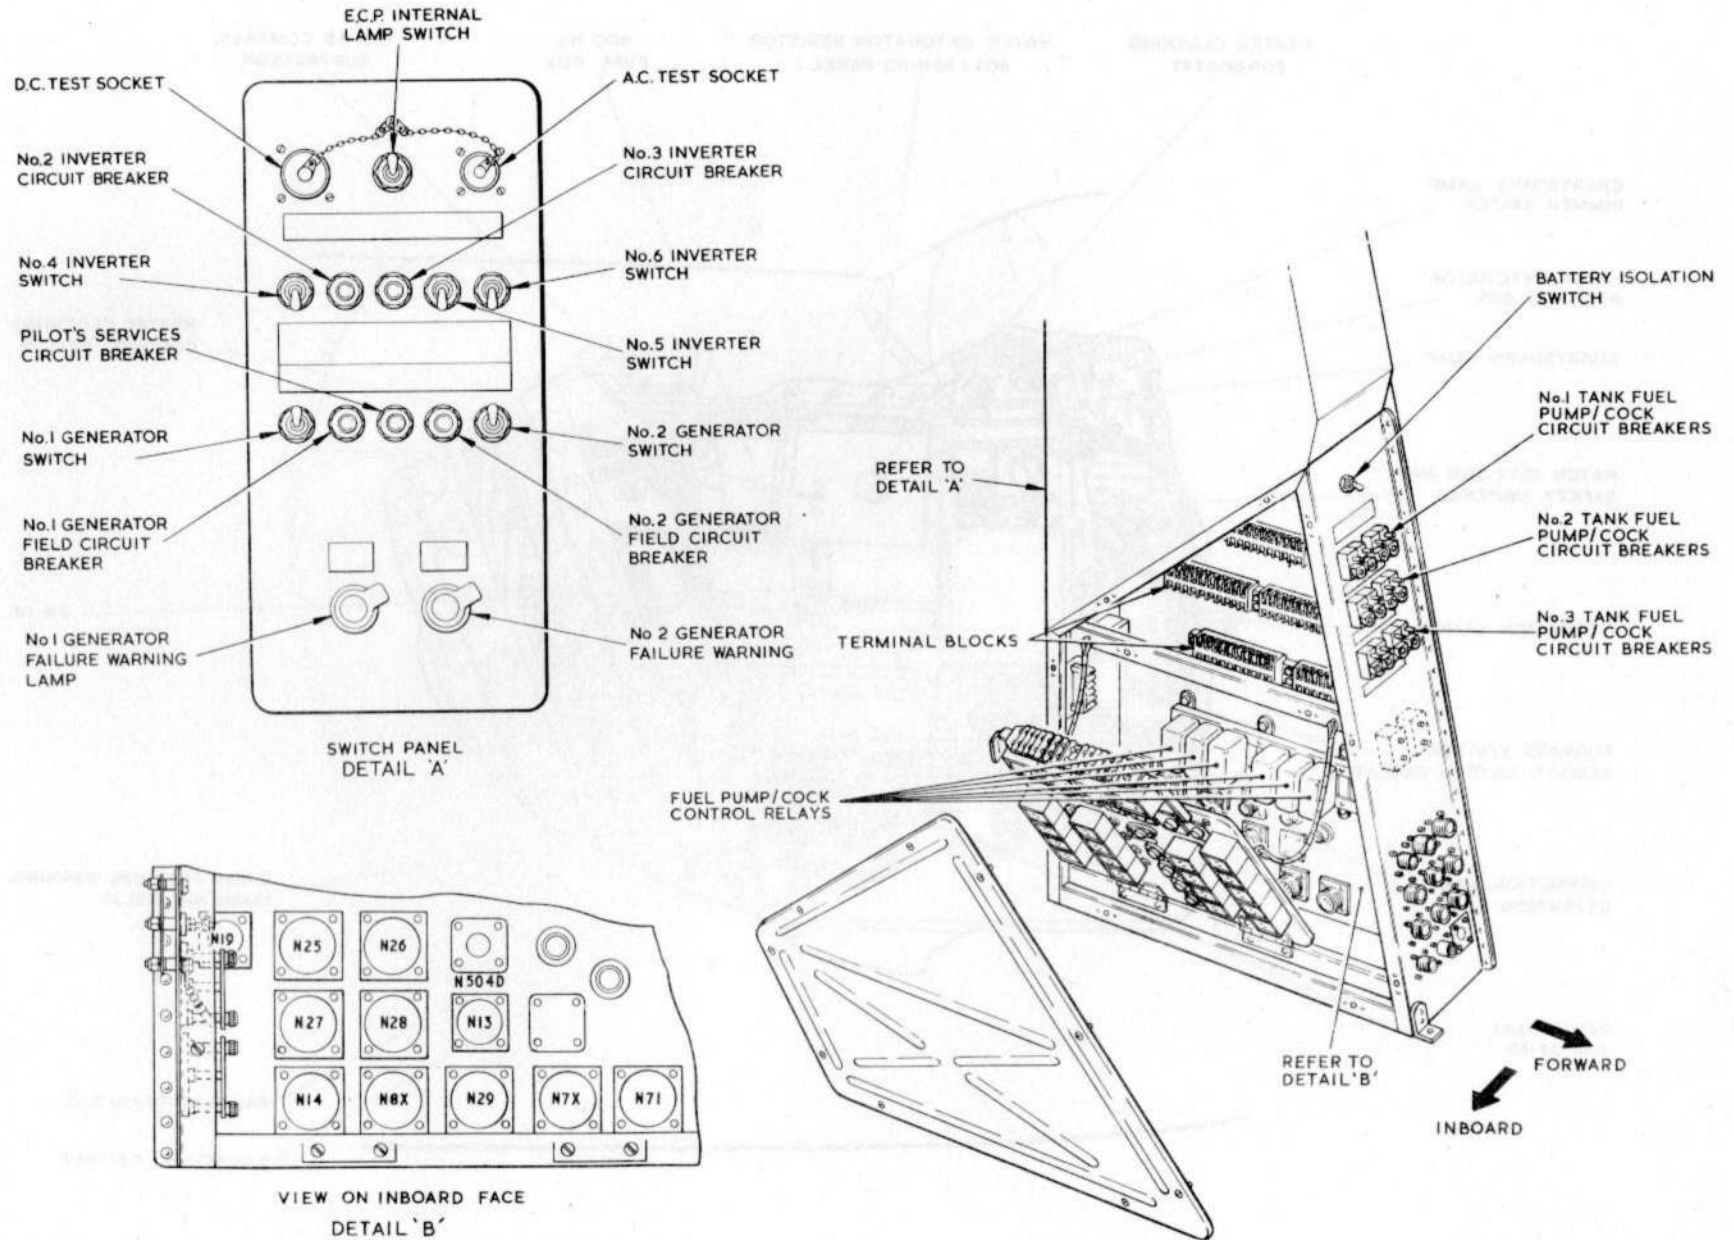 E.C.P. INTERNAL
LAMP SWITCH
D.C. TEST SOCKET
A.C. TEST SOCKET
No.2 INVERTER
CIRCUIT BREAKER
No.3 INVERTER
CIRCUIT BREAKER
No.4 INVERTER
SWITCH
No.6 INVERTER
SWITCH
PILOT'S SERVICES
CIRCUIT BREAKER
No.5 INVERTER
SWITCH
No.1 GENERATOR
SWITCH
No.2 GENERATOR
SWITCH
No.1 GENERATOR
FIELD CIRCUIT
BREAKER
No.2 GENERATOR
FIELD CIRCUIT
BREAKER
No 1 GENERATOR
FAILURE WARNING
LAMP
No 2 GENERATOR
FAILURE WARNING
SWITCH PANEL
DETAIL 'A'
BATTERY ISOLATION
SWITCH
No.1 TANK FUEL
PUMP/COCK
CIRCUIT BREAKERS
REFER TO
DETAIL 'A'
No.2 TANK FUEL
PUMP/COCK
CIRCUIT BREAKERS
No.3 TANK FUEL
PUMP/COCK
CIRCUIT BREAKERS
TERMINAL BLOCKS
FUEL PUMP/COCK
CONTROL RELAYS
REFER TO
DETAIL 'B'
FORWARD
INBOARD
N19
N25
N26
N504D
N27
N28
N13
N14
N8X
N29
N7X
N71
VIEW ON INBOARD FACE
DETAIL 'B'